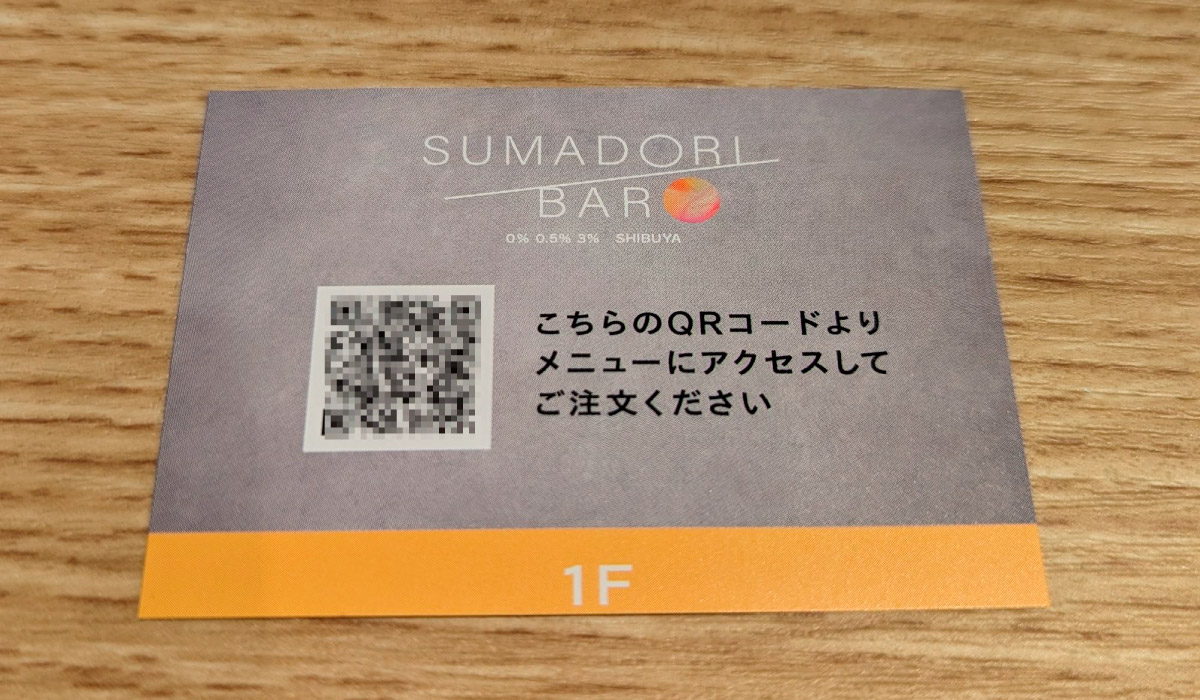 SUMADORI
BAR
0% 0.5% 3% SHIBUYA
こちらのQRコードより
メニューにアクセスして
ご注文ください
1F